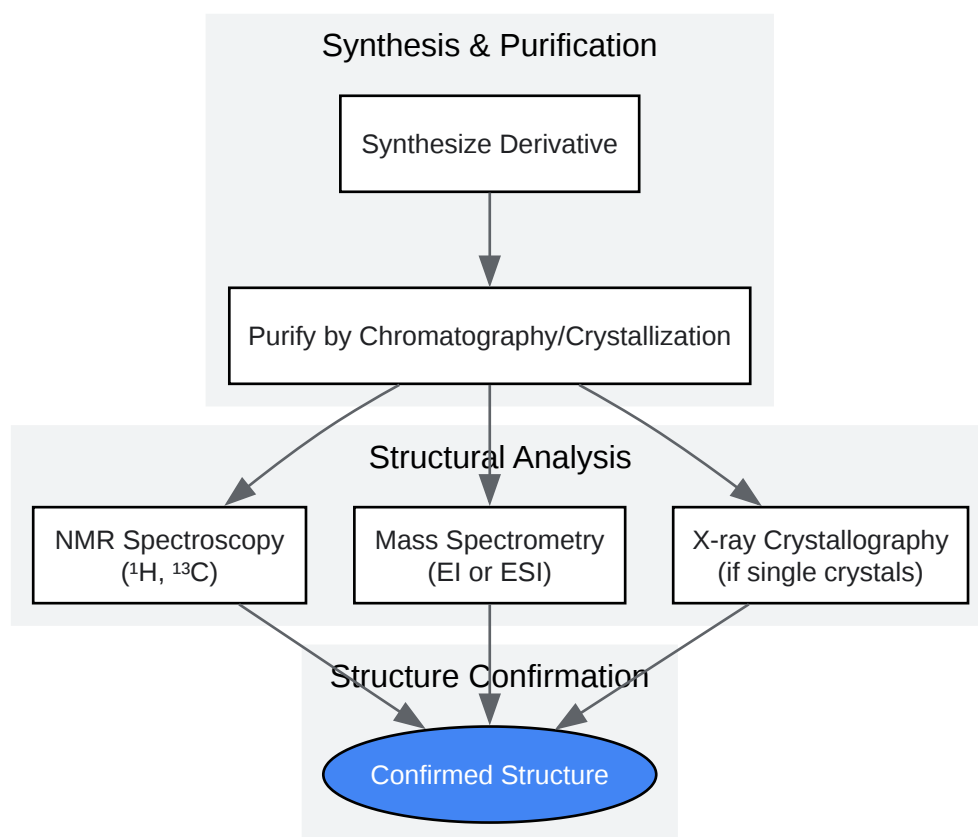 Synthesis & Purification
Synthesize Derivative
Purify by Chromatography/Crystallization
Structural Analysis
NMR Spectroscopy
(¹H, ¹³C)
Mass Spectrometry
(EI or ESI)
X-ray Crystallography
(if single crystals)
Structure Confirmation
Confirmed Structure